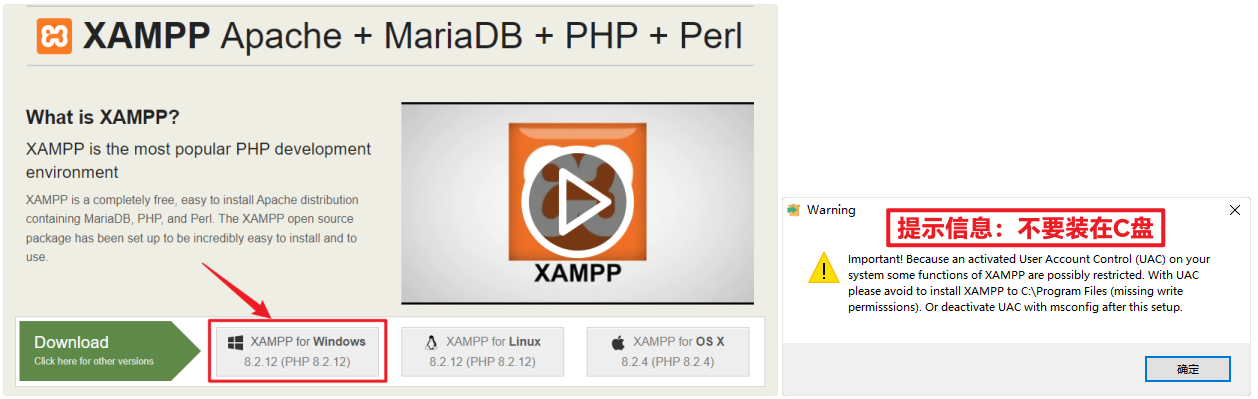 XAMPP Apache + MariaDB + PHP + Perl
What is XAMPP?
XAMPP is the most popular PHP development
environment
XAMPP is a completely free, easy to install Apache distribution
containing MariaDB, PHP, and Perl. The XAMPP open source
package has been set up to be incredibly easy to install and to
use.
XAMPP
Download
Click here for other versions
XAMPP for Windows
8.2.12 (PHP 8.2.12)
XAMPP for Linux
8.2.12 (PHP 8.2.12)
XAMPP for OS X
8.2.4 (PHP 8.2.4)
Warning
提示信息：不要装在C盘
Important! Because an activated User Account Control (UAC) on your
system some functions of XAMPP are possibly restricted. With UAC
please avoid to install XAMPP to C:\Program Files (missing write
permisssions). Or deactivate UAC with msconfig after this setup.
确定